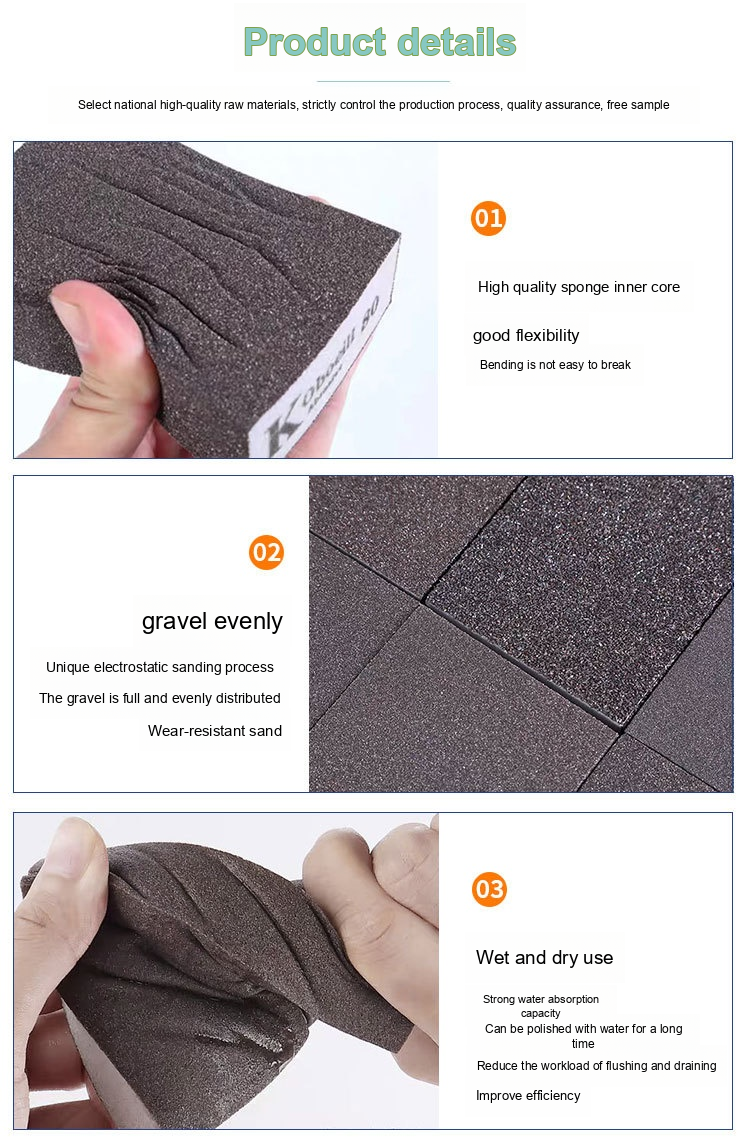 Product details
Select national high-quality raw materials, strictly control the production process, quality assurance, free sample
01
High quality sponge inner core
good flexibility
Bending is not easy to break
Koboeill 80
02
gravel evenly
Unique electrostatic sanding process
The gravel is full and evenly distributed
Wear-resistant sand
03
Wet and dry use
Strong water absorption
capacity
Can be polished with water for a long
time
Reduce the workload of flushing and draining
Improve efficiency